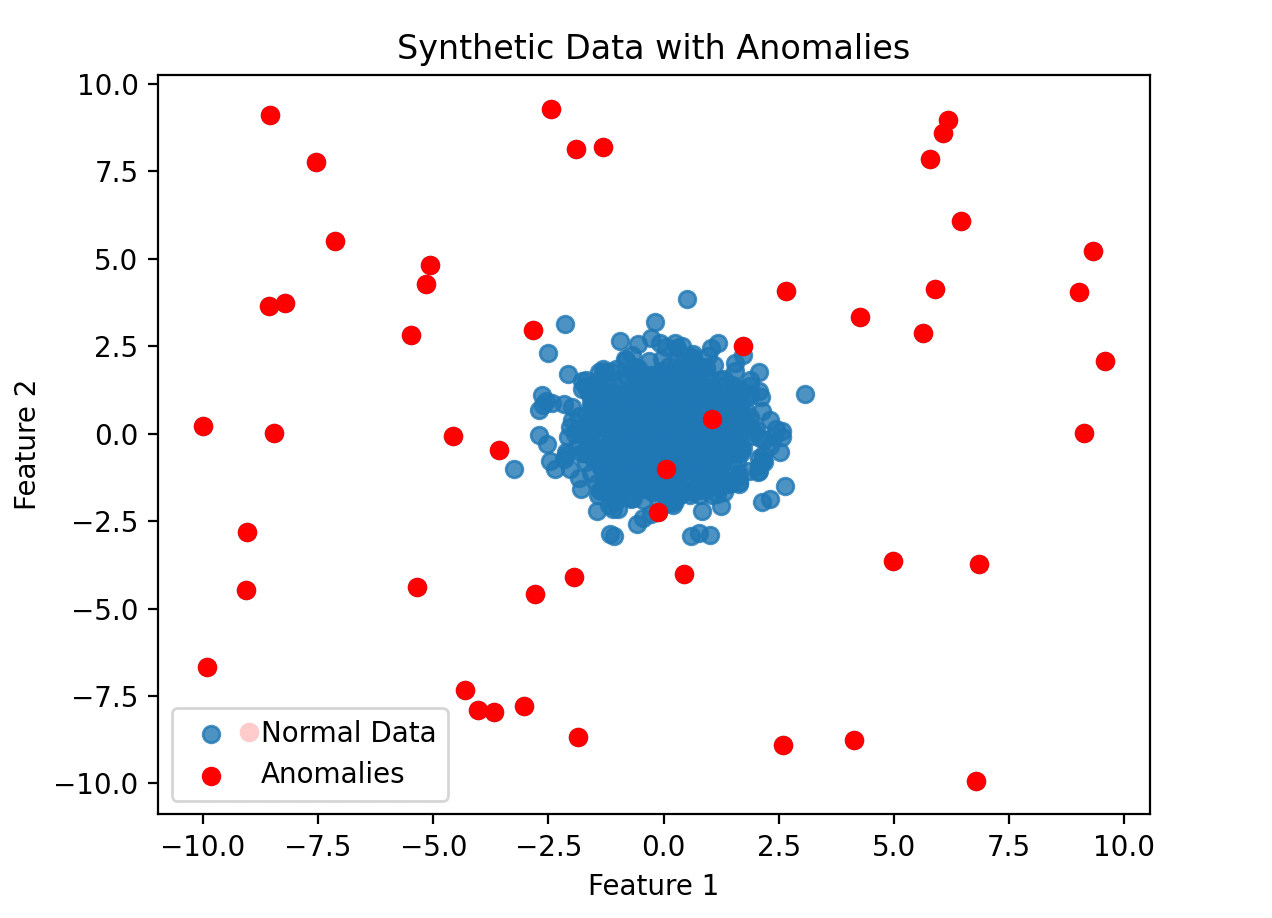 Synthetic Data with Anomalies
10.0
7.5
5.0
2.5
0.0
−2.5
−5.0
−7.5
−10.0
Feature 2
Normal Data
Anomalies
−10.0 −7.5 −5.0 −2.5 0.0 2.5 5.0 7.5 10.0
Feature 1